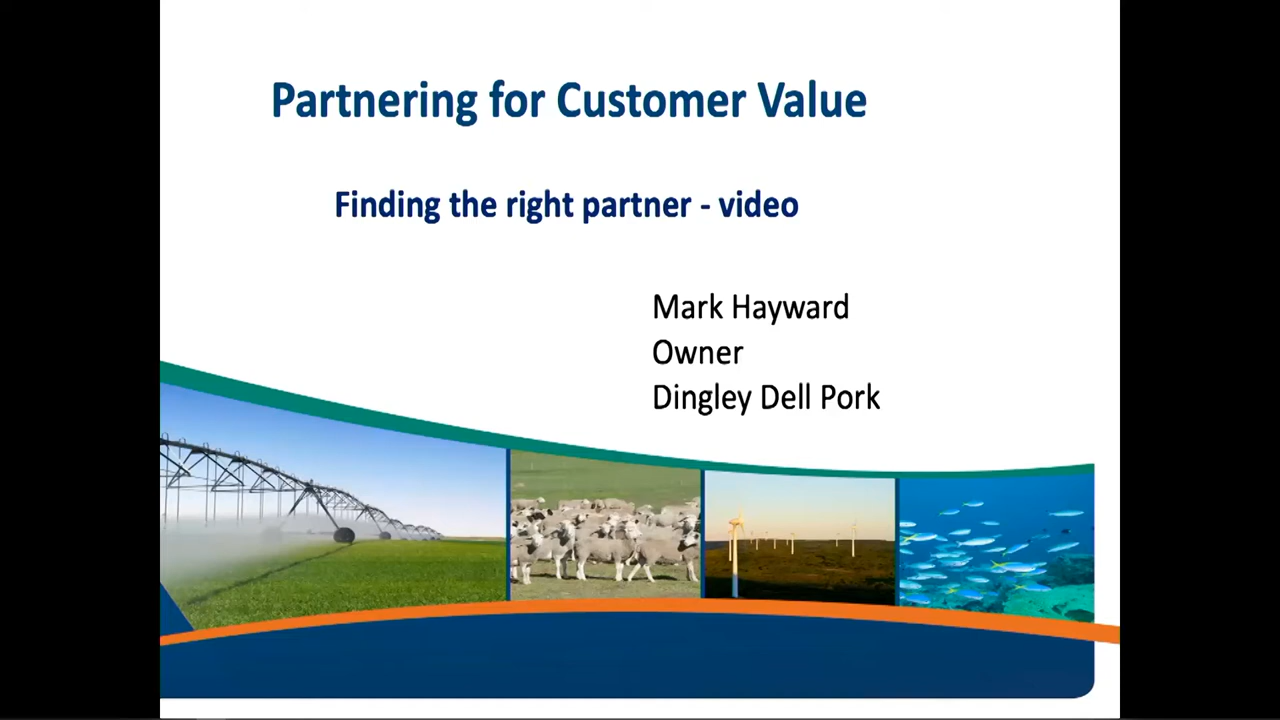 Partnering for Customer Value
Finding the right partner - video
Mark Hayward
Owner
Dingley Dell Pork